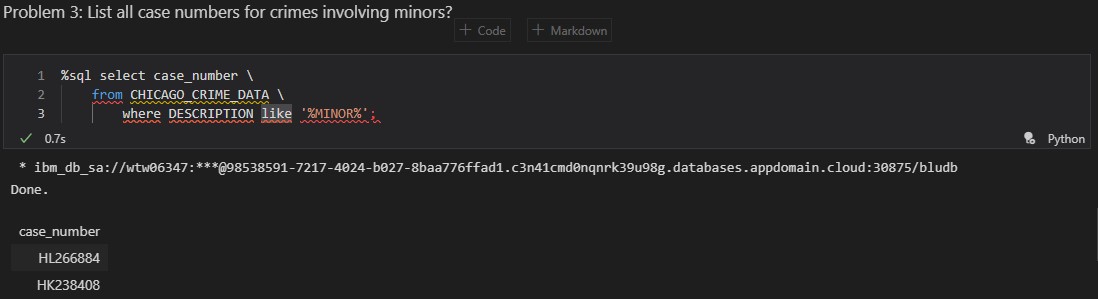 Problem 3: List all case numbers for crimes involving minors?
+ Code + Markdown
1 %sql select case_number \
2 from CHICAGO_CRIME_DATA \
3 where DESCRIPTION like '%MINOR%';
0.7s Python
* ibm_db_sa://wtw06347:***@98538591-7217-4024-b027-8baa776ffad1.c3n41cmd0nqnrk39u98g.databases.appdomain.cloud:30875/bludb
Done.
case_number
HL266884
HK238408